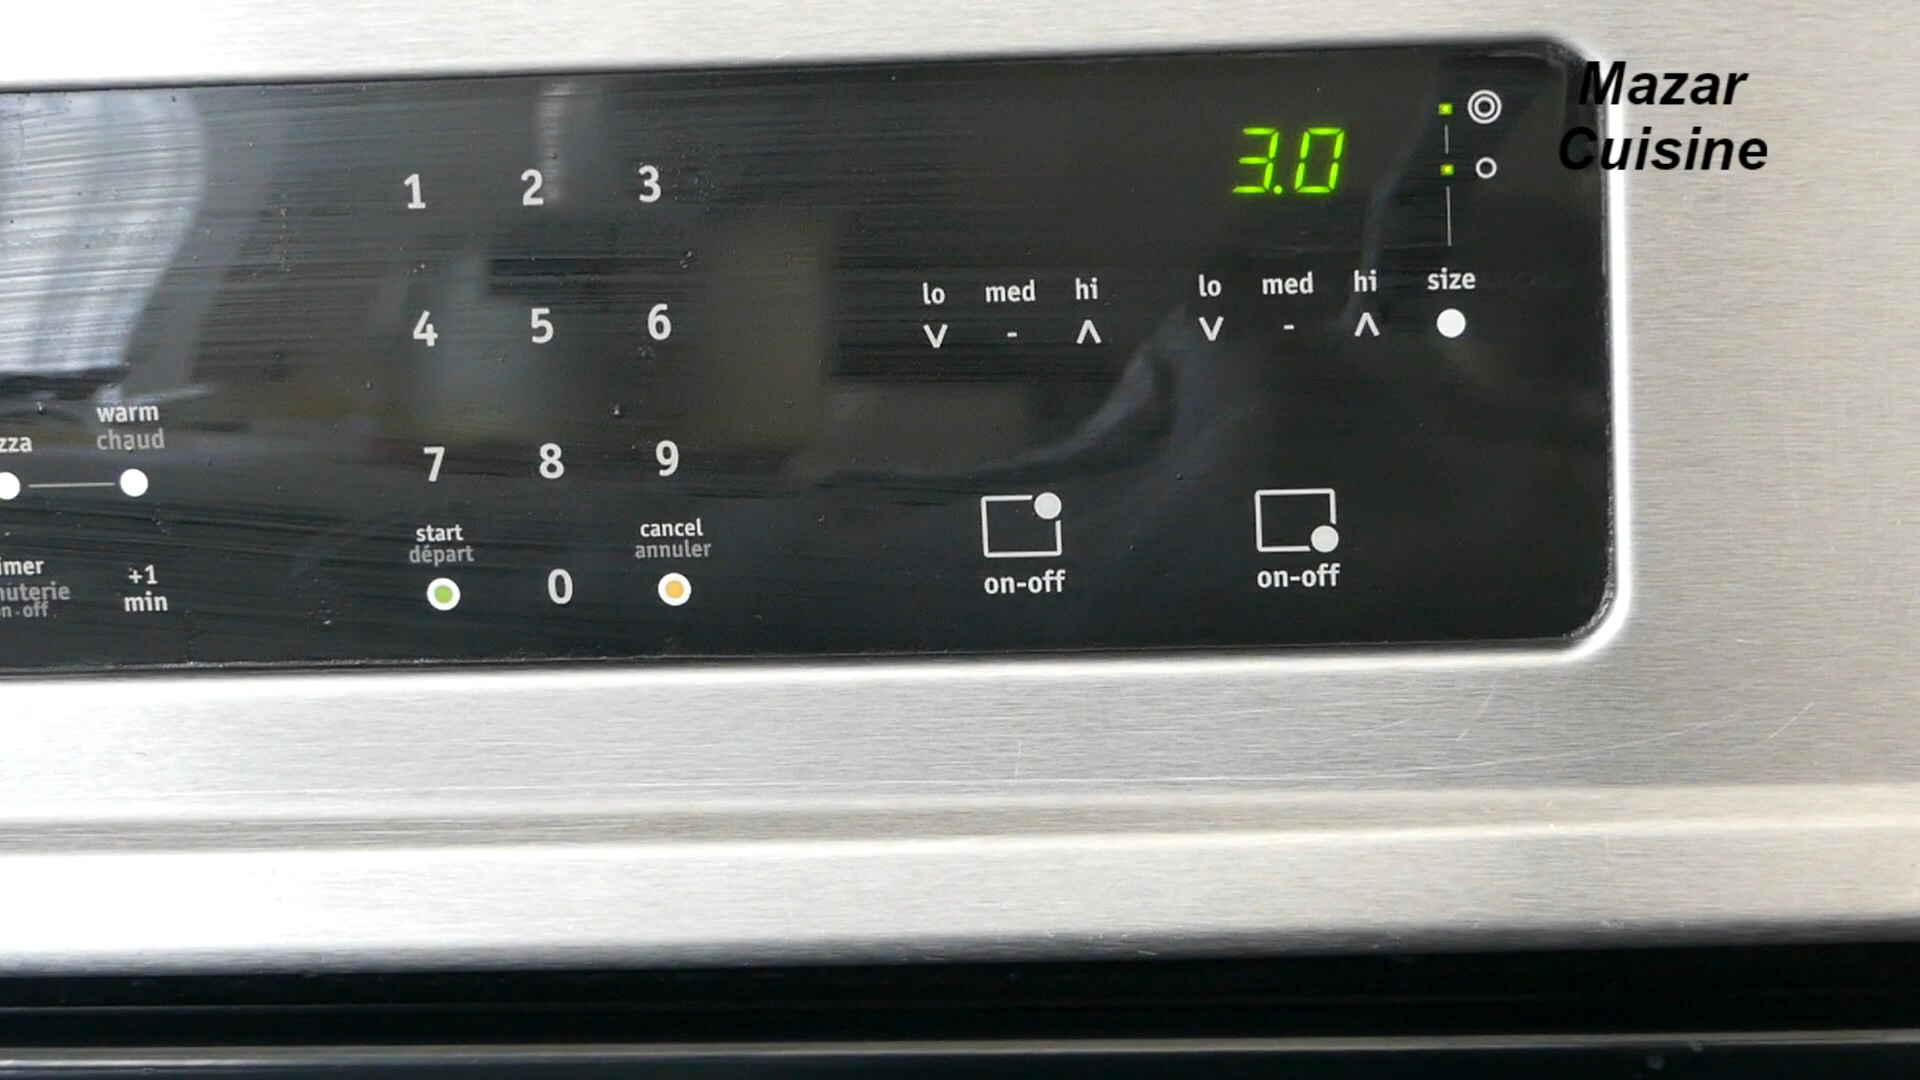 Mazar
Cuisine
3.0
1 2 3
4 5 6
7 8 9
0
lo med hi
lo med hi size
warm
chaud
start
départ
cancel
annuler
+1
min
on-off
on-off